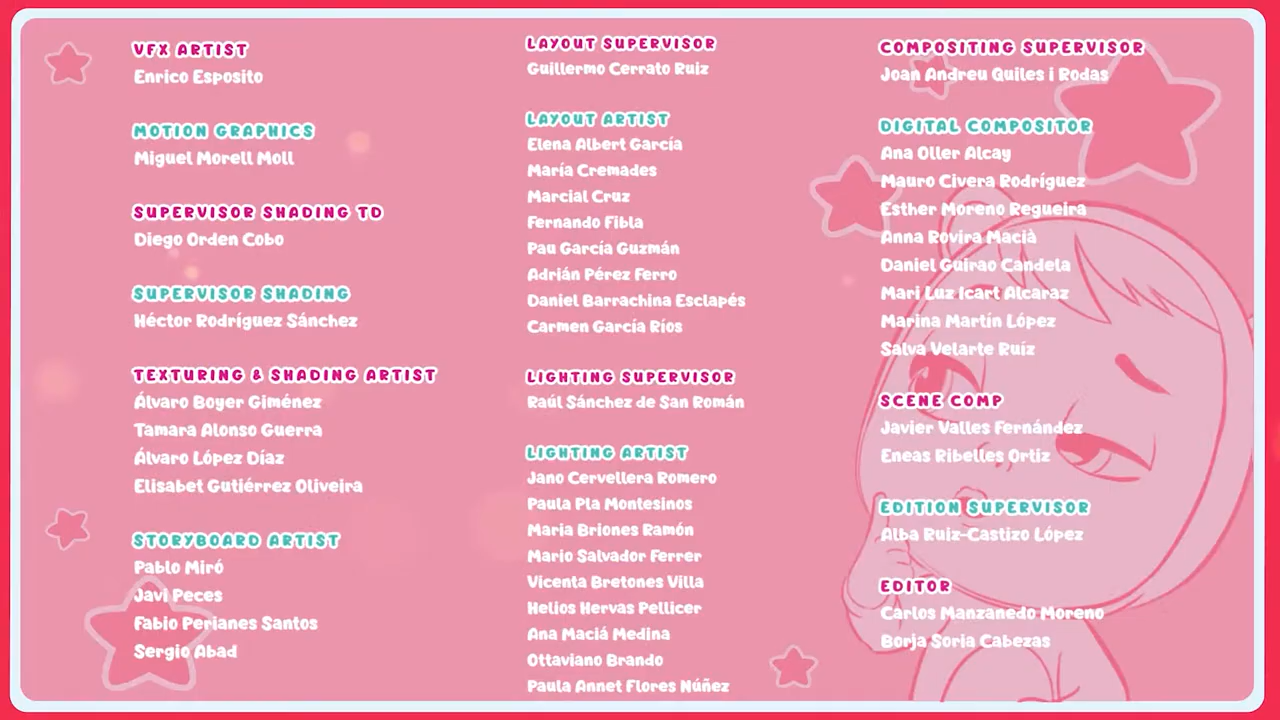 VFX ARTIST
Enrico Esposito
MOTION GRAPHICS
Miguel Morell Moll
SUPERVISOR SHADING TD
Diego Orden Cobo
SUPERVISOR SHADING
Héctor Rodríguez Sánchez
TEXTURING & SHADING ARTIST
Álvaro Boyer Giménez
Tamara Alonso Guerra
Álvaro López Díaz
Elisabet Gutiérrez Oliveira
STORYBOARD ARTIST
Pablo Miró
Javi Peces
Fabio Perianes Santos
Sergio Abad
LAYOUT SUPERVISOR
Guillermo Cerrato Ruiz
LAYOUT ARTIST
Elena Albert García
María Cremades
Marcial Cruz
Fernando Fibla
Pau García Guzmán
Adrián Pérez Ferro
Daniel Barrachina Esclapés
Carmen García Ríos
LIGHTING SUPERVISOR
Raúl Sánchez de San Román
LIGHTING ARTIST
Jano Cervellera Romero
Paula Pla Montesinos
Maria Briones Ramón
Mario Salvador Ferrer
Vicenta Bretones Villa
Helios Hervas Pellicer
Ana Maciá Medina
Ottaviano Brando
Paula Annet Flores Núñez
COMPOSITING SUPERVISOR
Joan Andreu Quiles i Rodas
DIGITAL COMPOSITOR
Ana Oller Alcay
Mauro Civera Rodríguez
Esther Moreno Regueira
Anna Rovira Macià
Daniel Guirao Candela
Mari Luz Icart Alcaraz
Marina Martín López
Salva Velarte Ruíz
SCENE COMP
Javier Valles Fernández
Eneas Ribelles Ortiz
EDITION SUPERVISOR
Alba Ruiz-Castizo López
EDITOR
Carlos Manzanedo Moreno
Borja Soria Cabezas